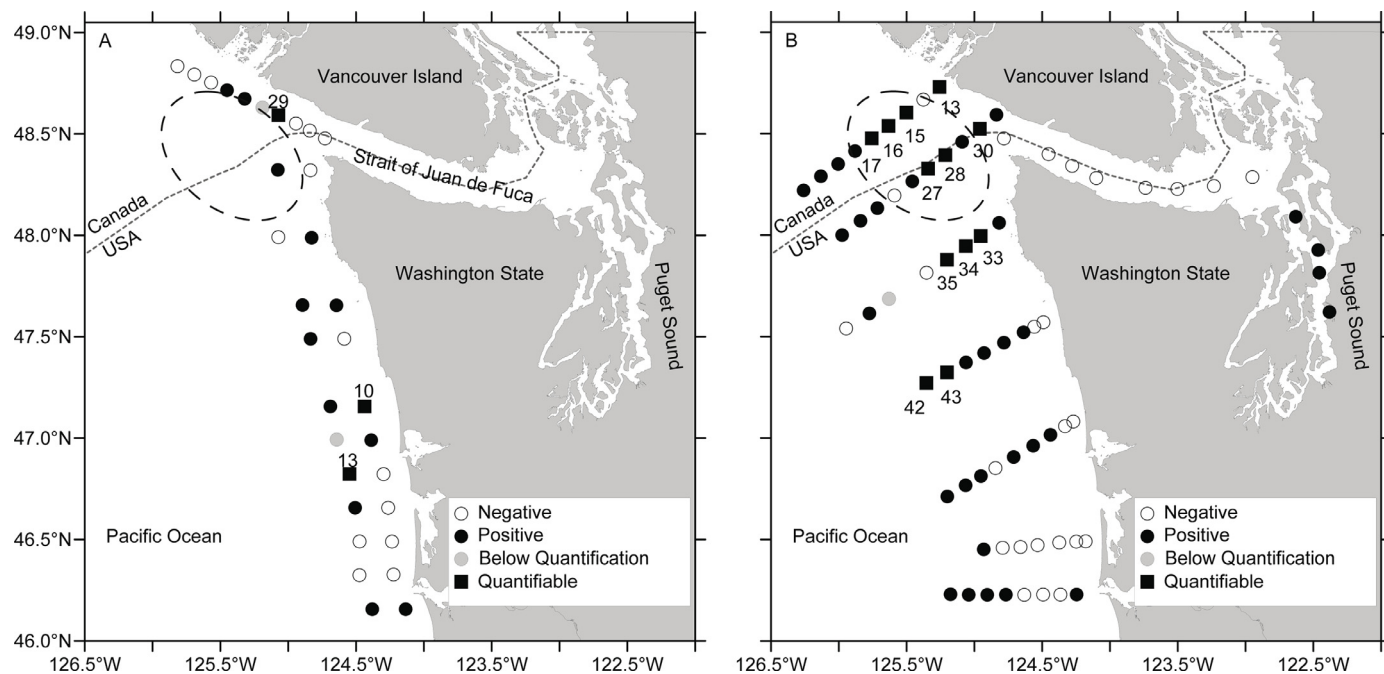 A
49.0°N
48.5°N
48.0°N
47.5°N
47.0°N
46.5°N
46.0°N
126.5°W
125.5°W
124.5°W
123.5°W
122.5°W
Vancouver Island
29
Strait of Juan de Fuca
Canada
USA
Washington State
Puget Sound
10
13
Pacific Ocean
Negative
Positive
Below Quantification
Quantifiable
B
Vancouver Island
13
15
16
17
30
28
27
Canada
USA
33
34
35
Washington State
Puget Sound
42
43
Pacific Ocean
Negative
Positive
Below Quantification
Quantifiable
126.5°W
125.5°W
124.5°W
123.5°W
122.5°W